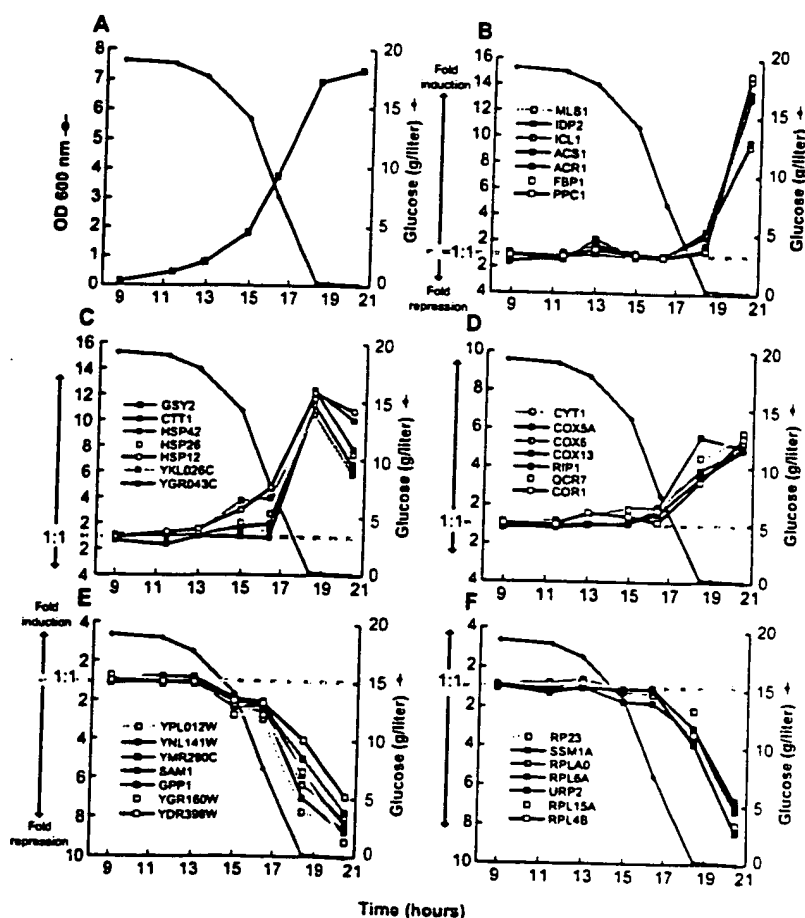 A
OD 600 nm
8
7
6
5
4
3
2
1
0
Glucose (g/liter)
20
15
10
5
0
9 11 13 15 17 19 21
B
Fold induction
1:1
Fold repression
16
14
12
10
8
6
4
2
2
4
MLS1
IDP2
ICL1
ACS1
ACR1
FBP1
PPC1
Glucose (g/liter)
20
15
10
5
0
9 11 13 15 17 19 21
C
1:1
16
14
12
10
8
6
4
2
2
4
GSY2
CTT1
HSP42
HSP26
HSP12
YKL026C
YGR043C
Glucose (g/liter)
20
15
10
5
0
9 11 13 15 17 19 21
D
1:1
10
8
6
4
2
2
4
CYT1
COX5A
COX6
COX13
RIP1
QCR7
COR1
Glucose (g/liter)
20
15
10
5
0
9 11 13 15 17 19 21
E
Fold induction
1:1
Fold repression
4
2
2
4
6
8
10
YPL012W
YNL141W
YMR290C
SAM1
GPP1
YGR160W
YDR398W
Glucose (g/liter)
20
15
10
5
0
9 11 13 15 17 19 21
F
1:1
4
2
2
4
6
8
10
RP23
SSM1A
RPLA0
RPL6A
URP2
RPL15A
RPL4B
Glucose (g/liter)
20
15
10
5
0
9 11 13 15 17 19 21
Time (hours)